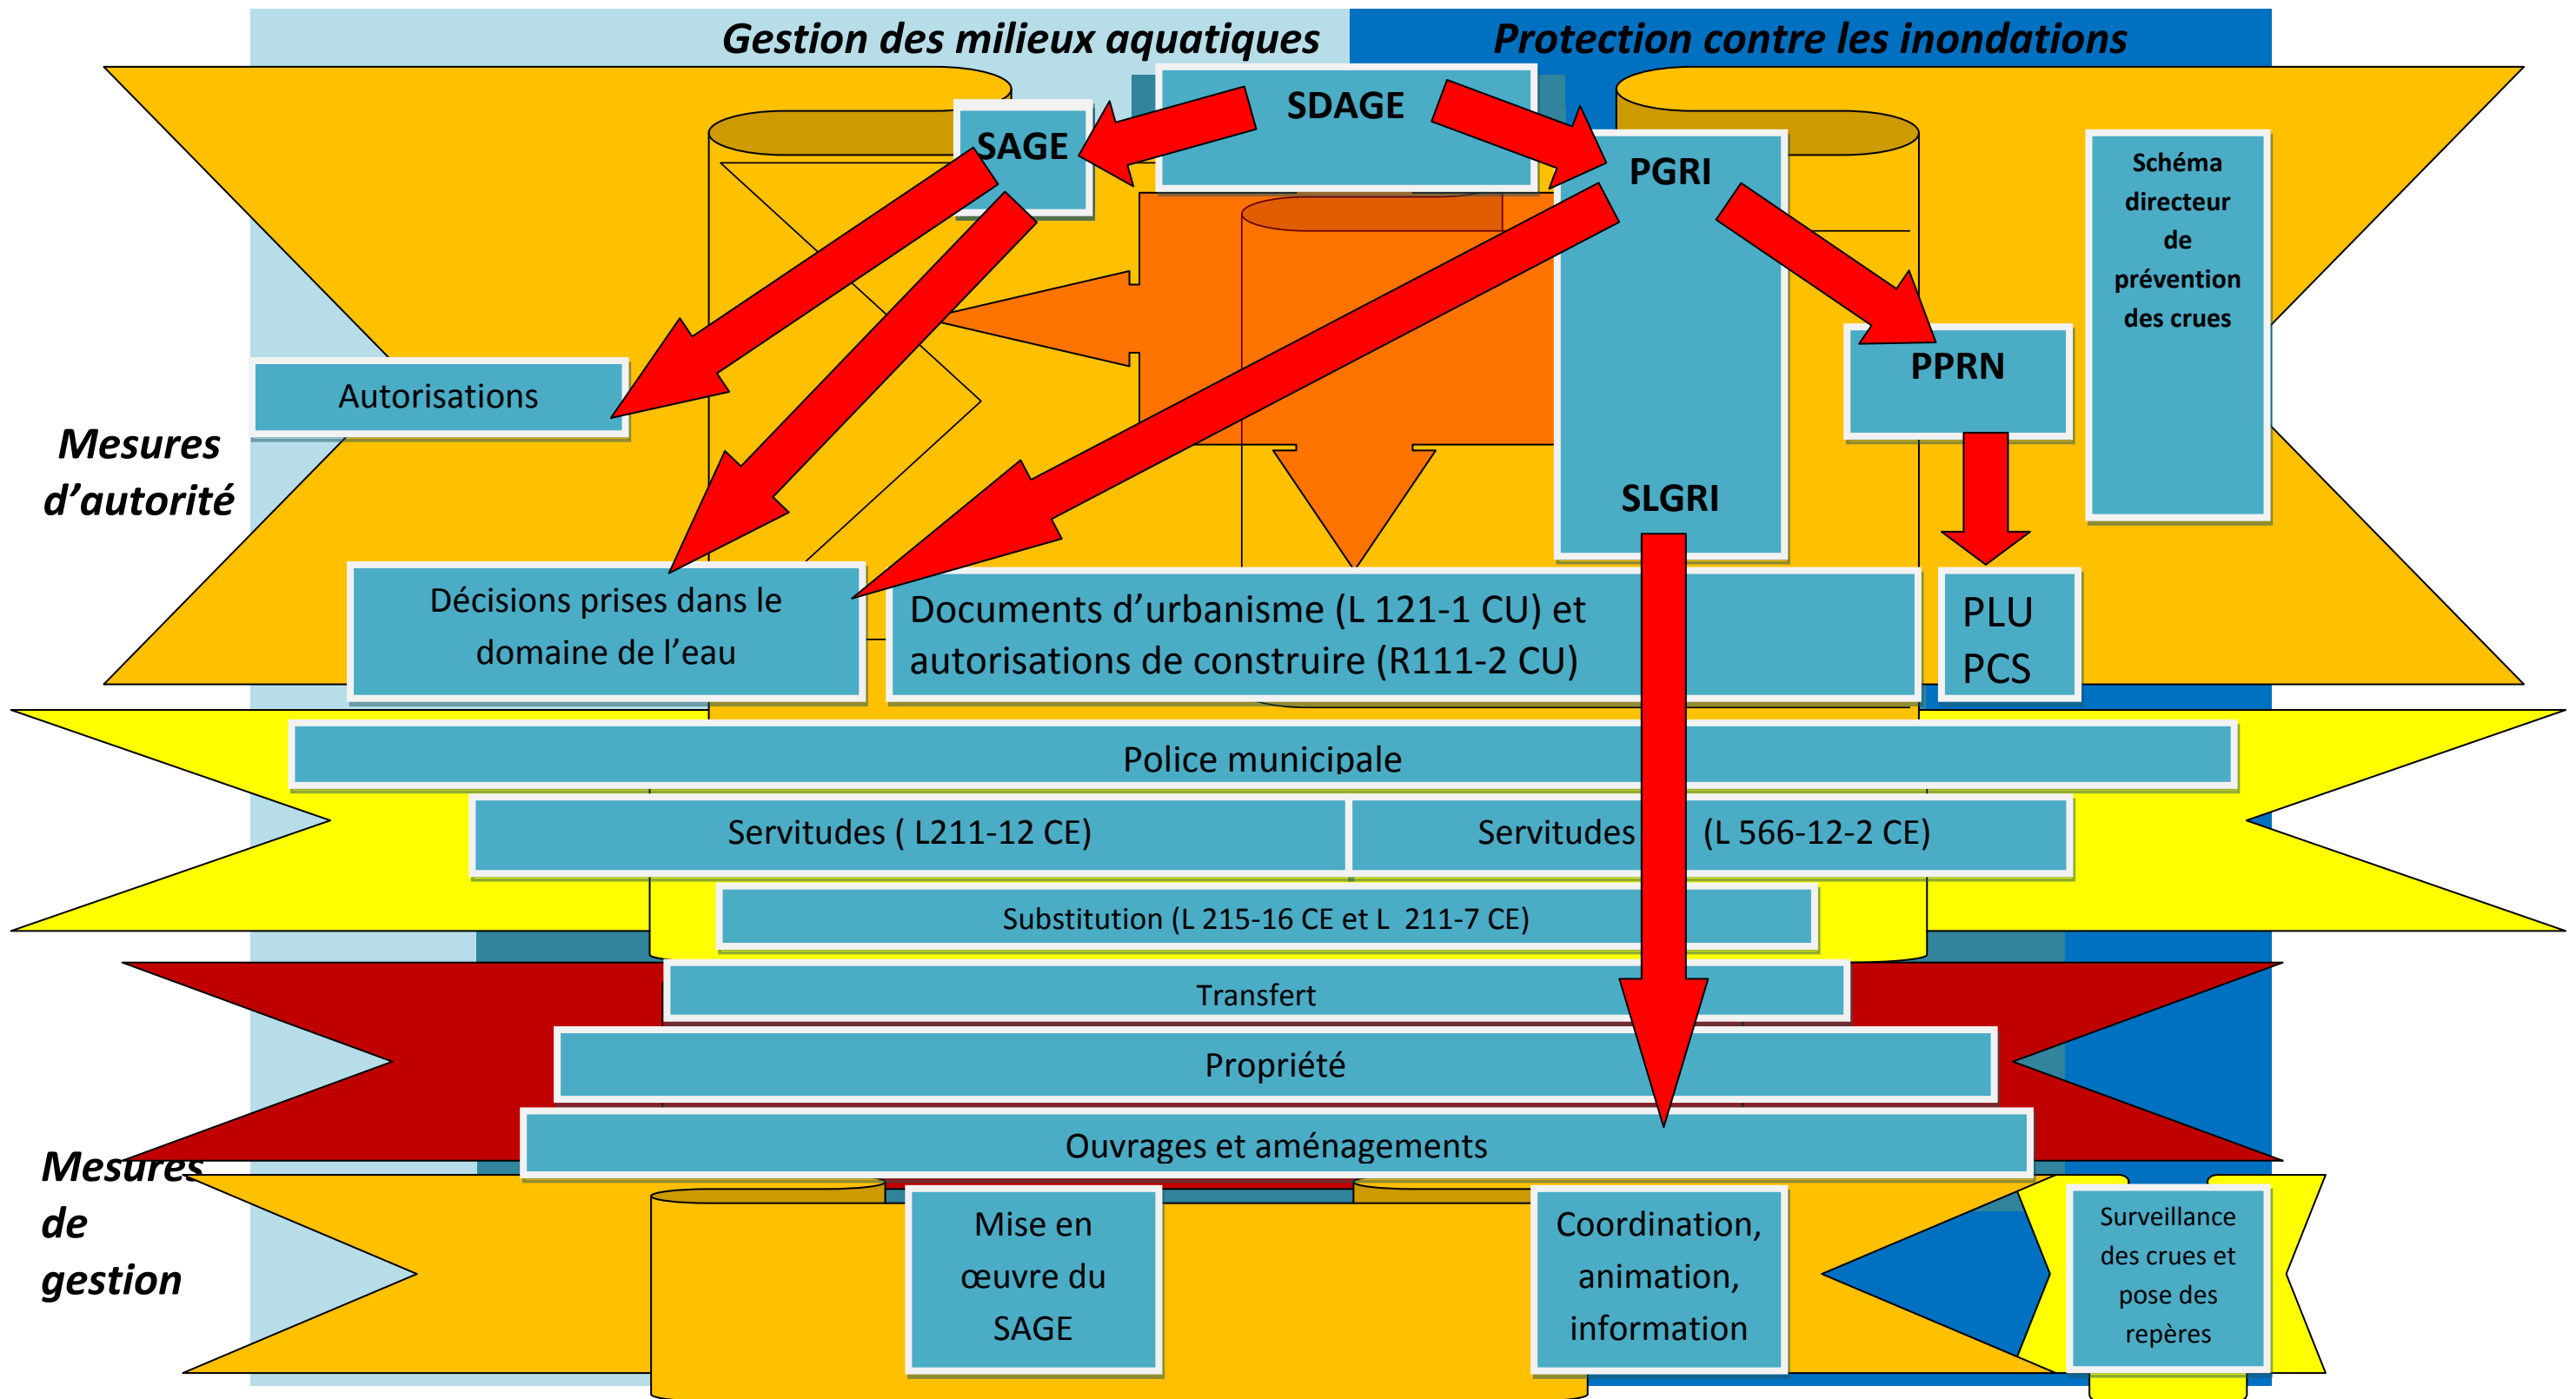 Gestion des milieux aquatiques
Protection contre les inondations
SDAGE
SAGE
PGRI
SLGRI
Schéma
directeur
de
prévention
des crues
PPRN
Autorisations
Mesures
d’autorité
Décisions prises dans le
domaine de l’eau
Documents d’urbanisme (L 121-1 CU) et
autorisations de construire (R111-2 CU)
PLU
PCS
Police municipale
Servitudes ( L211-12 CE)
Servitudes (L 566-12-2 CE)
Substitution (L 215-16 CE et L 211-7 CE)
Transfert
Propriété
Ouvrages et aménagements
Mesures
de
gestion
Mise en
œuvre du
SAGE
Coordination,
animation,
information
Surveillance
des crues et
pose des
repères